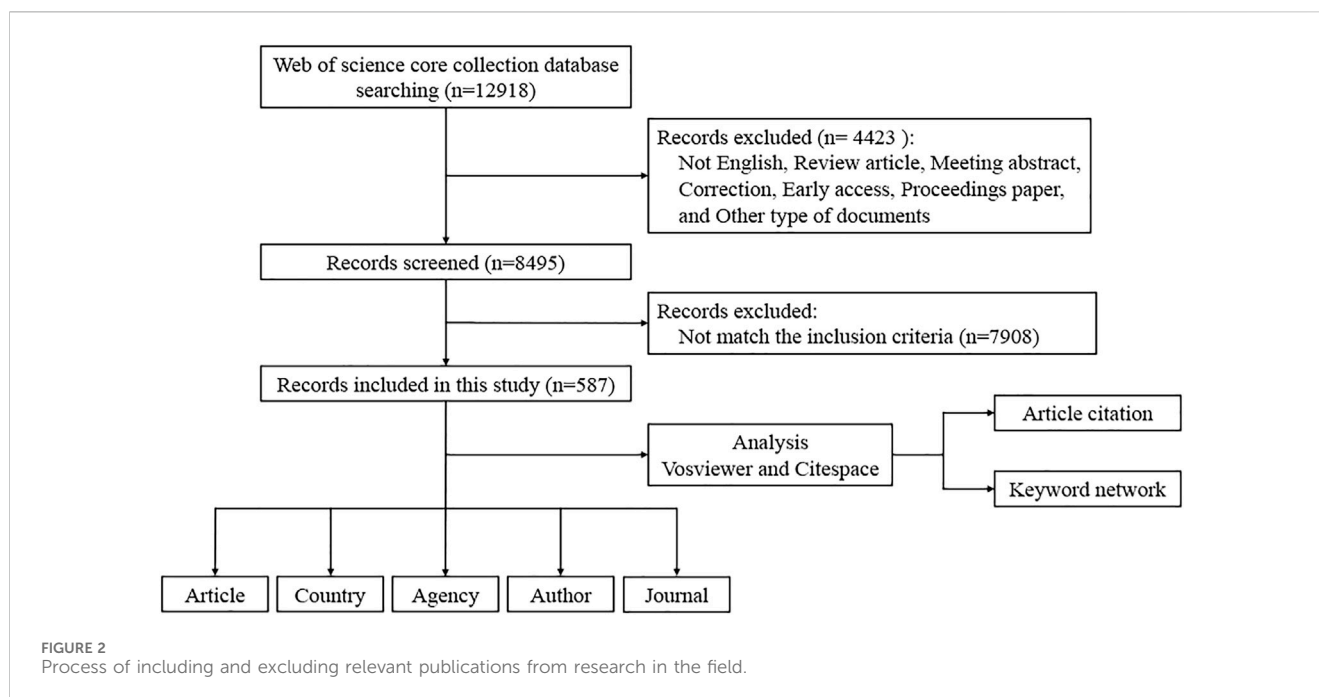 Web of science core collection database
searching (n=12918)
Records excluded (n= 4423 ):
Not English, Review article, Meeting abstract,
Correction, Early access, Proceedings paper,
and Other type of documents
Records screened (n=8495)
Records excluded:
Not match the inclusion criteria (n=7908)
Records included in this study (n=587)
Analysis
Vosviewer and Citespace
Article citation
Keyword network
Article
Country
Agency
Author
Journal
FIGURE 2
Process of including and excluding relevant publications from research in the field.